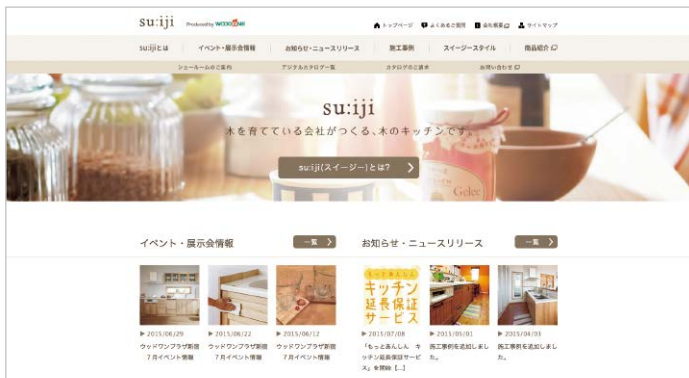 su:iji Produced by WOODONE
トップページ よくあるご質問 会社概要 サイトマップ
su:ijiとは イベント・展示会情報 お知らせ・ニュースリリース 施工事例 スイージースタイル 商品紹介
ショールームのご案内 デジタルカタログ一覧 カタログのご請求 お問い合わせ
su:iji
木を育てている会社がつくる、木のキッチンです。
su:iji(スイージー)とは?
Gelee
イベント・展示会情報 一覧
お知らせ・ニュースリリース 一覧
2015/06/29
ウッドワンプラザ新宿
7月イベント情報
2015/06/22
ウッドワンプラザ新宿
7月イベント情報
2015/06/12
ウッドワンプラザ新宿
7月イベント情報
もっとあんしん
キッチン
延長保証
サービス
2015/07/08
「もっとあんしん キ
ッチン延長保証サービ
ス」を開始 [...]
2015/05/01
施工事例を追加しまし
た。
2015/04/03
施工事例を追加しまし
た。